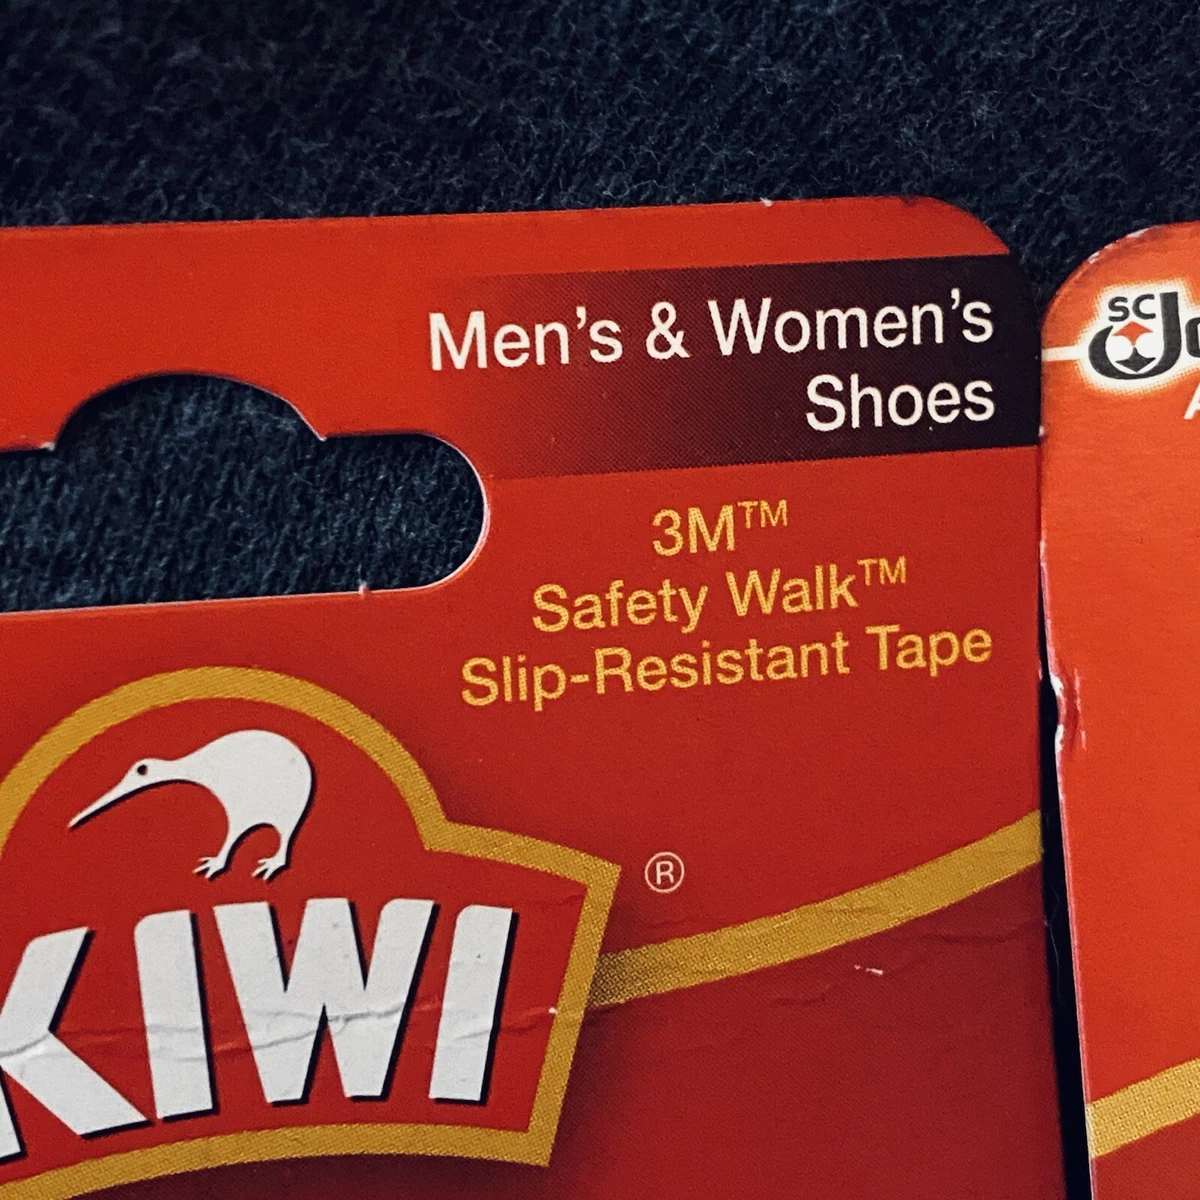 Men's & Women's
Shoes
3M™
Safety Walk™
Slip-Resistant Tape
®
KIWI
SC